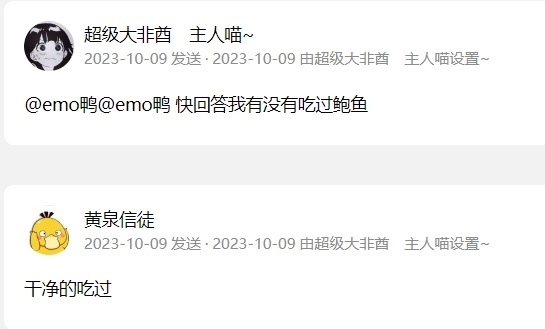 超级大非酋 主人喵~
2023-10-09 发送 · 2023-10-09 由超级大非酋 主人喵设置~
@emo鸭@emo鸭 快回答我有没有吃过鲍鱼
黄泉信徒
2023-10-09 发送 · 2023-10-09 由超级大非酋 主人喵设置~
干净的吃过